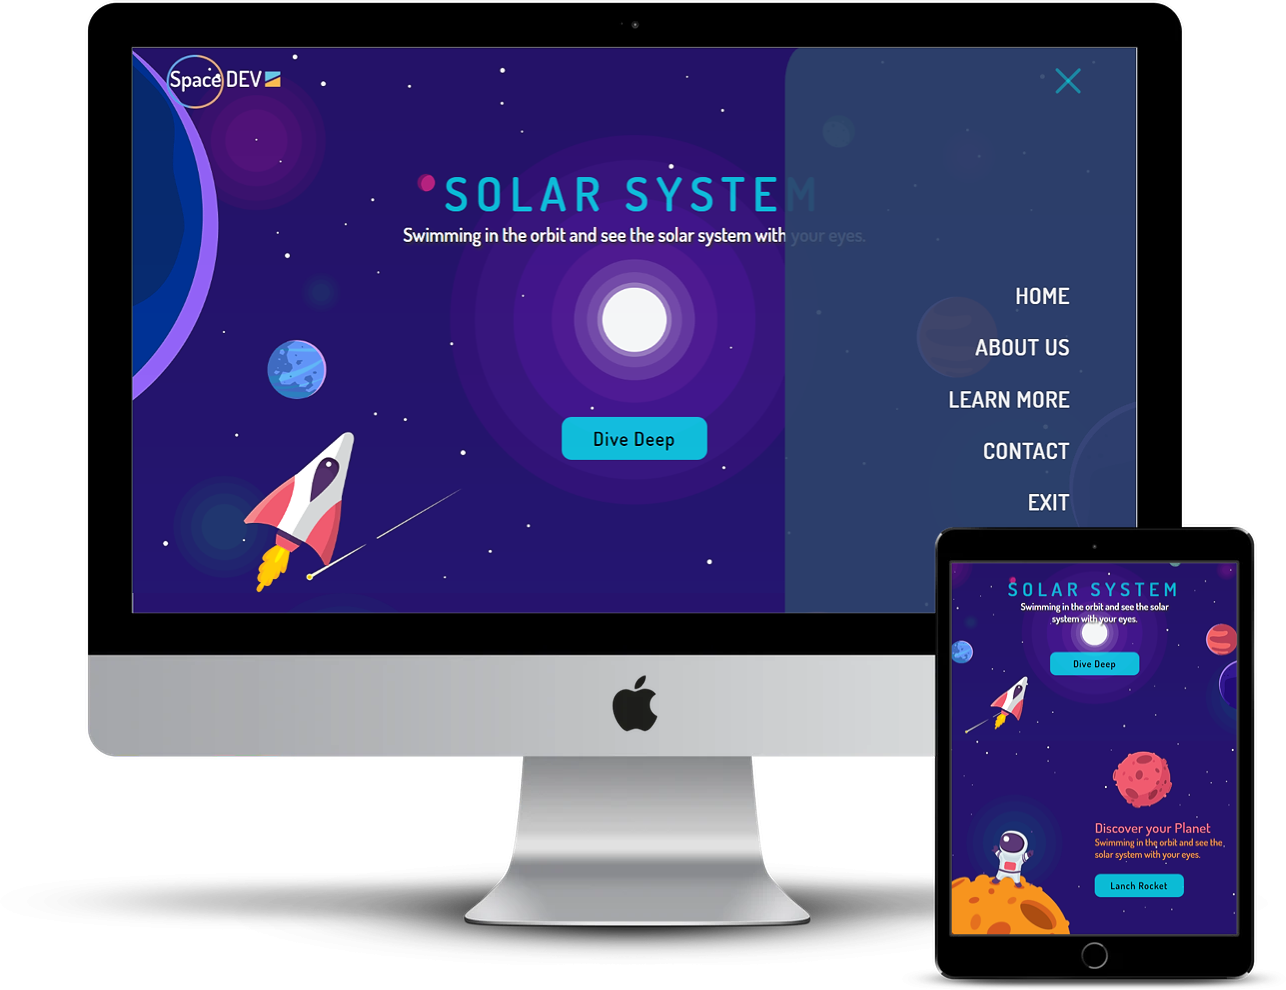 Space DEV
SOLAR SYSTEM
Swimming in the orbit and see the solar system with your eyes.
Dive Deep
HOME
ABOUT US
LEARN MORE
CONTACT
EXIT
SOLAR SYSTEM
Swimming in the orbit and see the solar
system with your eyes.
Dive Deep
Discover your Planet
Swimming in the orbit and see the,
solar system with your eyes.
Lanch Rocket